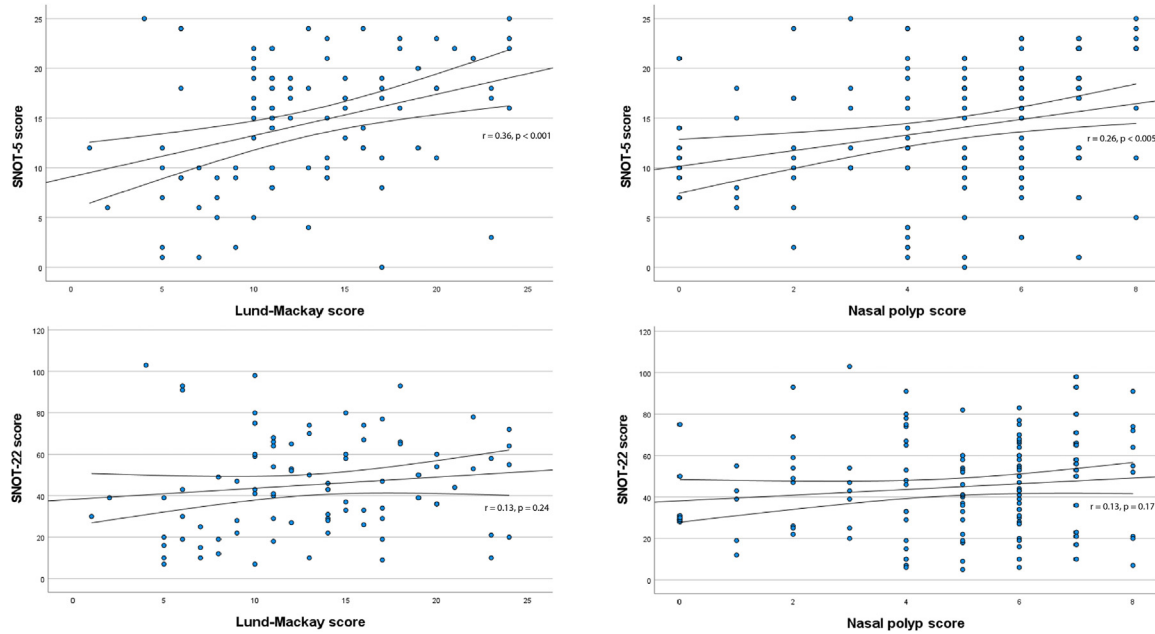 25
20
15
10
5
0
SNOT-5 score
r = 0.36, p < 0.001
0 5 10 15 20 25
Lund-Mackay score
25
20
15
10
5
0
SNOT-5 score
r = 0.26, p < 0.005
0 2 4 6 8
Nasal polyp score
120
100
80
60
40
20
0
SNOT-22 score
r = 0.13, p = 0.24
0 5 10 15 20 25
Lund-Mackay score
120
100
80
60
40
20
0
SNOT-22 score
r = 0.13, p = 0.17
0 2 4 6 8
Nasal polyp score